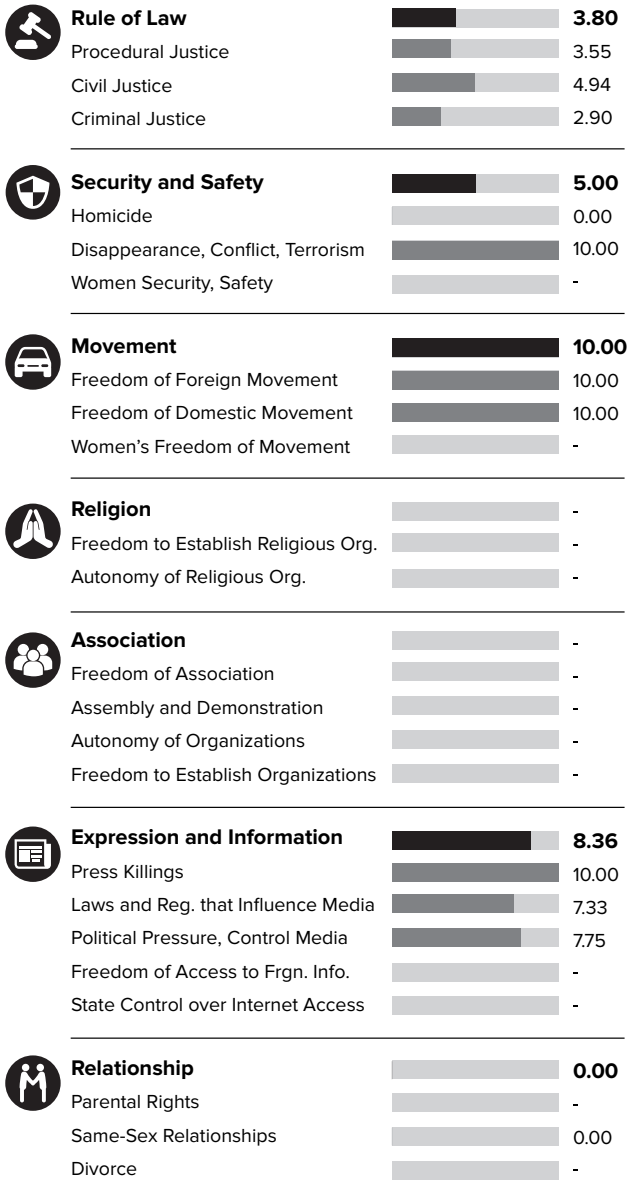 Rule of Law 3.80
Procedural Justice 3.55
Civil Justice 4.94
Criminal Justice 2.90
Security and Safety 5.00
Homicide 0.00
Disappearance, Conflict, Terrorism 10.00
Women Security, Safety -
Movement 10.00
Freedom of Foreign Movement 10.00
Freedom of Domestic Movement 10.00
Women’s Freedom of Movement -
Religion -
Freedom to Establish Religious Org. -
Autonomy of Religious Org. -
Association -
Freedom of Association -
Assembly and Demonstration -
Autonomy of Organizations -
Freedom to Establish Organizations -
Expression and Information 8.36
Press Killings 10.00
Laws and Reg. that Influence Media 7.33
Political Pressure, Control Media 7.75
Freedom of Access to Frgn. Info. -
State Control over Internet Access -
Relationship 0.00
Parental Rights -
Same-Sex Relationships 0.00
Divorce -